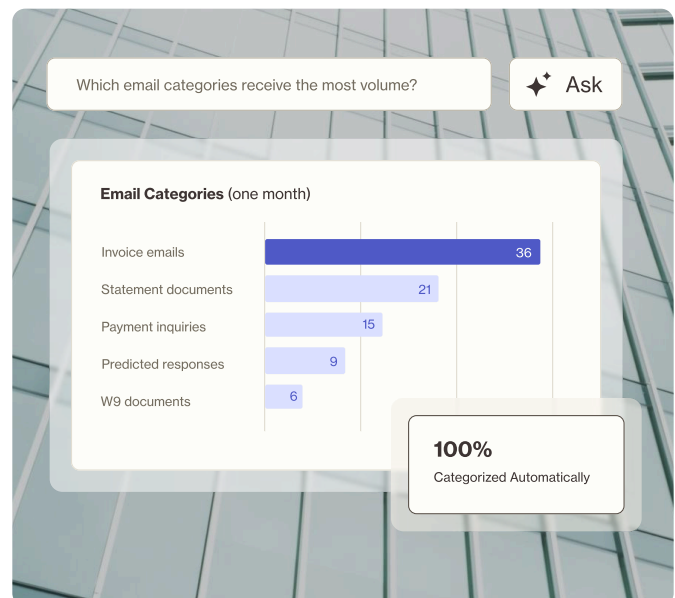 Which email categories receive the most volume?
Ask
Email Categories (one month)
Invoice emails 36
Statement documents 21
Payment inquiries 15
Predicted responses 9
W9 documents 6
100%
Categorized Automatically